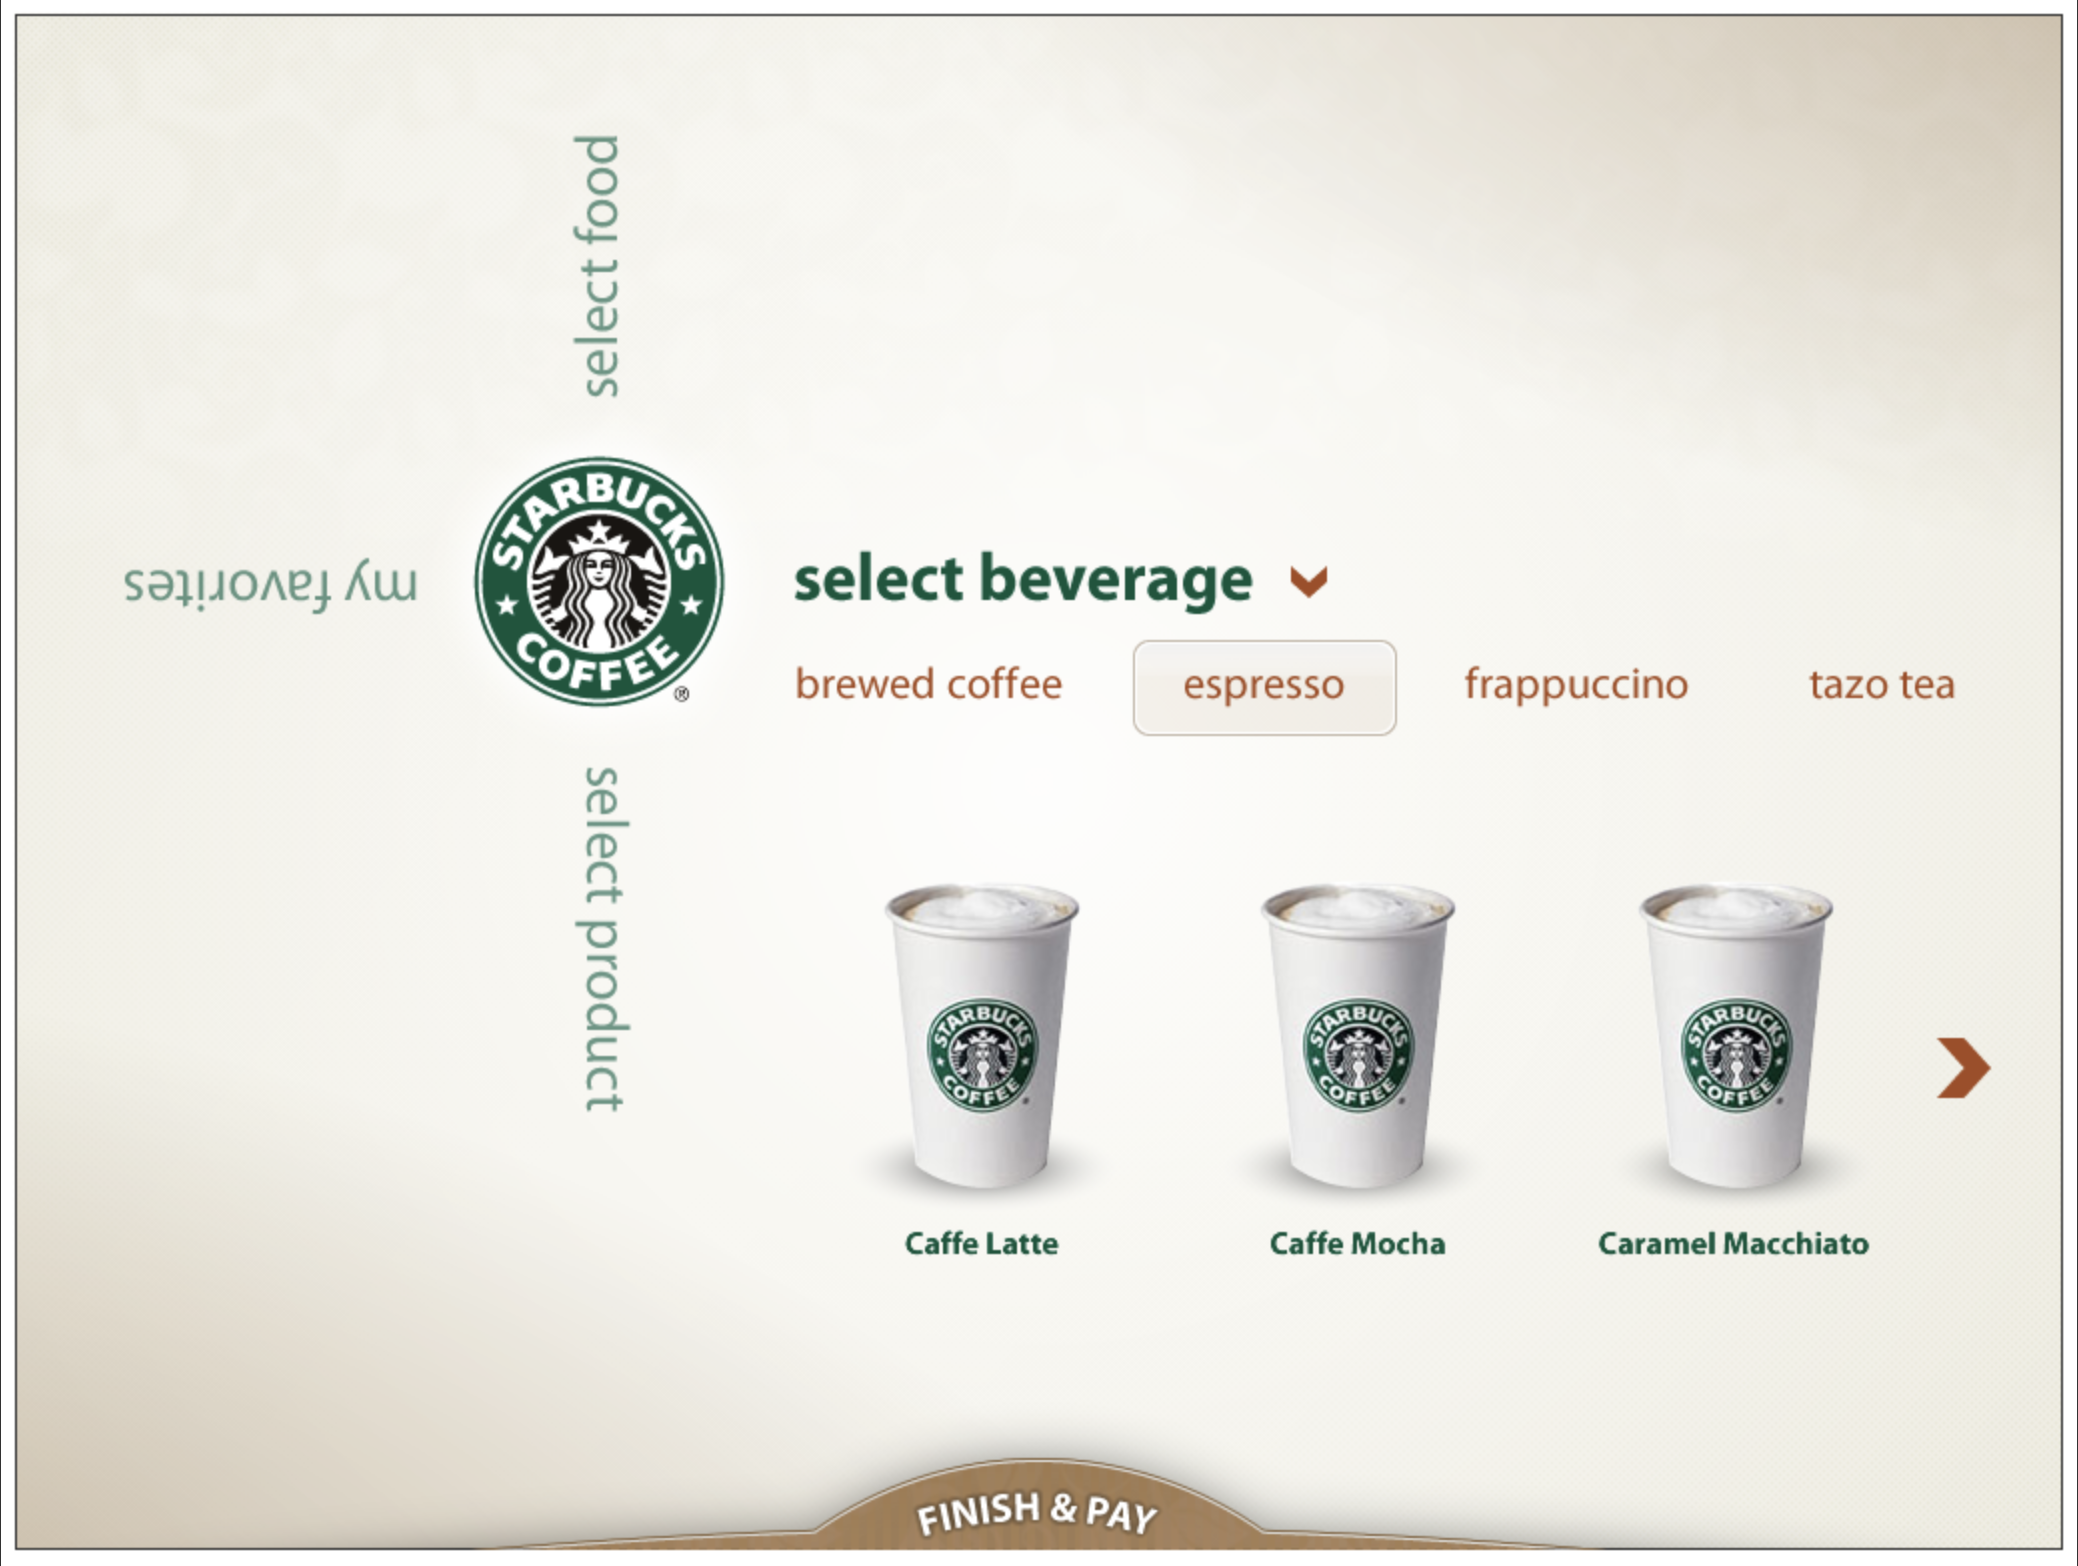 select food
my favorites
STARBUCKS
COFFEE
®
select beverage
brewed coffee
espresso
frappuccino
tazo tea
select product
STARBUCKS
COFFEE
STARBUCKS
COFFEE
STARBUCKS
COFFEE
Caffe Latte
Caffe Mocha
Caramel Macchiato
FINISH & PAY